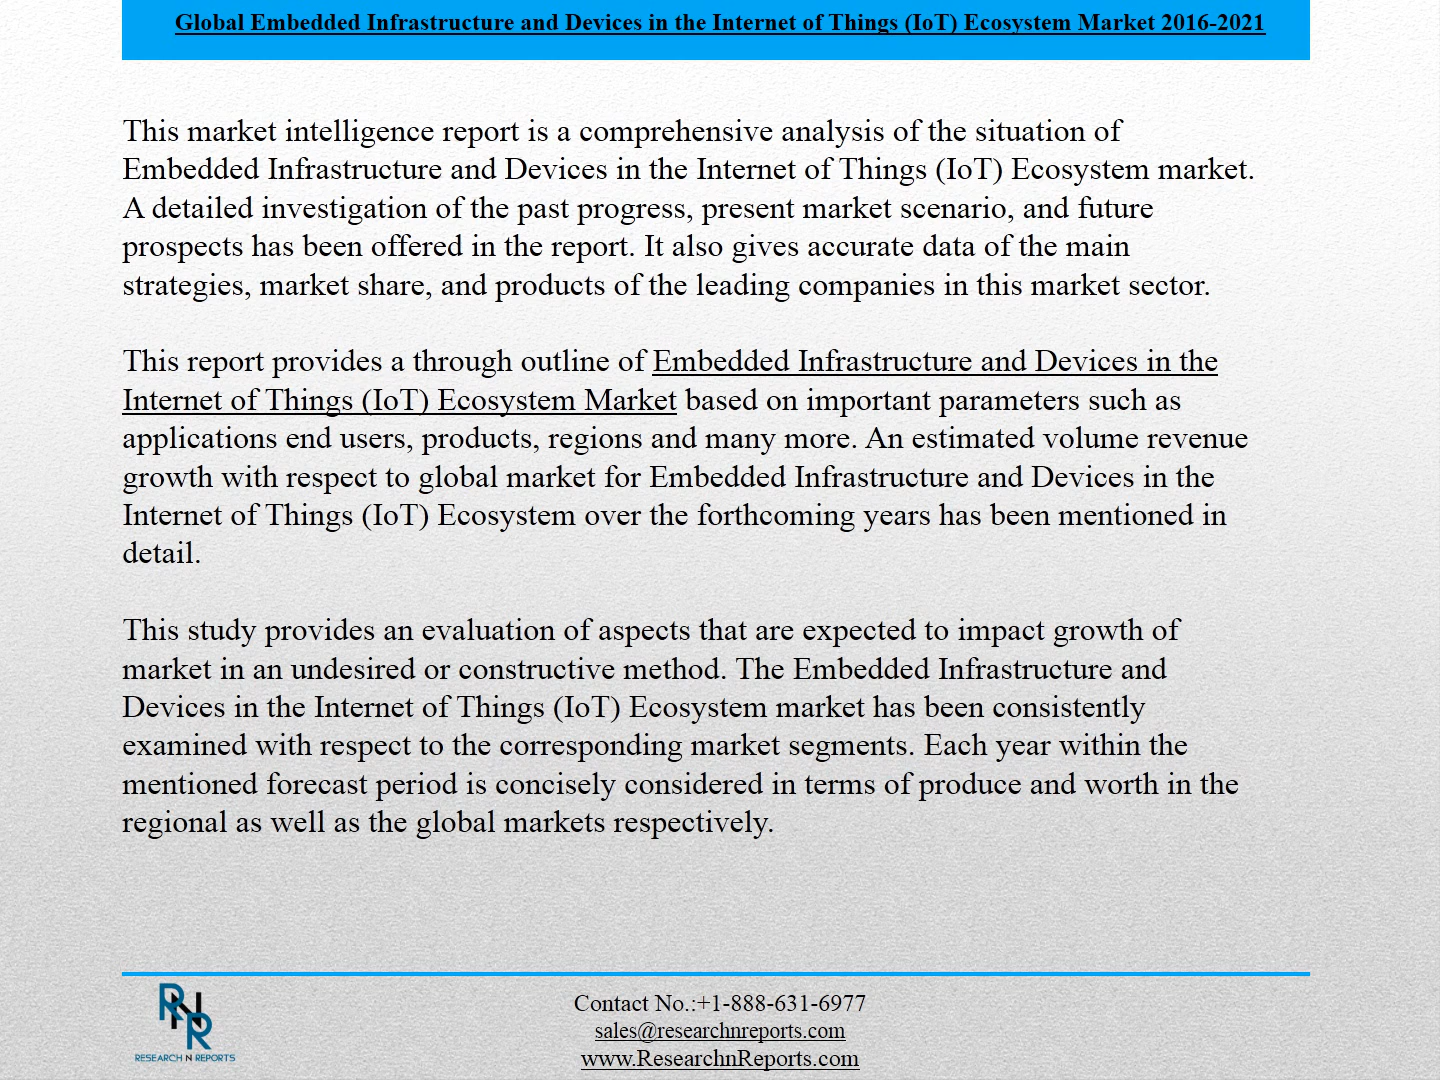 Global Embedded Infrastructure and Devices in the Internet of Things (IoT) Ecosystem Market 2016-2021
This market intelligence report is a comprehensive analysis of the situation of
Embedded Infrastructure and Devices in the Internet of Things (IoT) Ecosystem market.
A detailed investigation of the past progress, present market scenario, and future
prospects has been offered in the report. It also gives accurate data of the main
strategies, market share, and products of the leading companies in this market sector.
This report provides a through outline of Embedded Infrastructure and Devices in the
Internet of Things (IoT) Ecosystem Market based on important parameters such as
applications end users, products, regions and many more. An estimated volume revenue
growth with respect to global market for Embedded Infrastructure and Devices in the
Internet of Things (IoT) Ecosystem over the forthcoming years has been mentioned in
detail.
This study provides an evaluation of aspects that are expected to impact growth of
market in an undesired or constructive method. The Embedded Infrastructure and
Devices in the Internet of Things (IoT) Ecosystem market has been consistently
examined with respect to the corresponding market segments. Each year within the
mentioned forecast period is concisely considered in terms of produce and worth in the
regional as well as the global markets respectively.
RNR
RESEARCH N REPORTS
Contact No.:+1-888-631-6977
sales@researchnreports.com
www.ResearchnReports.com